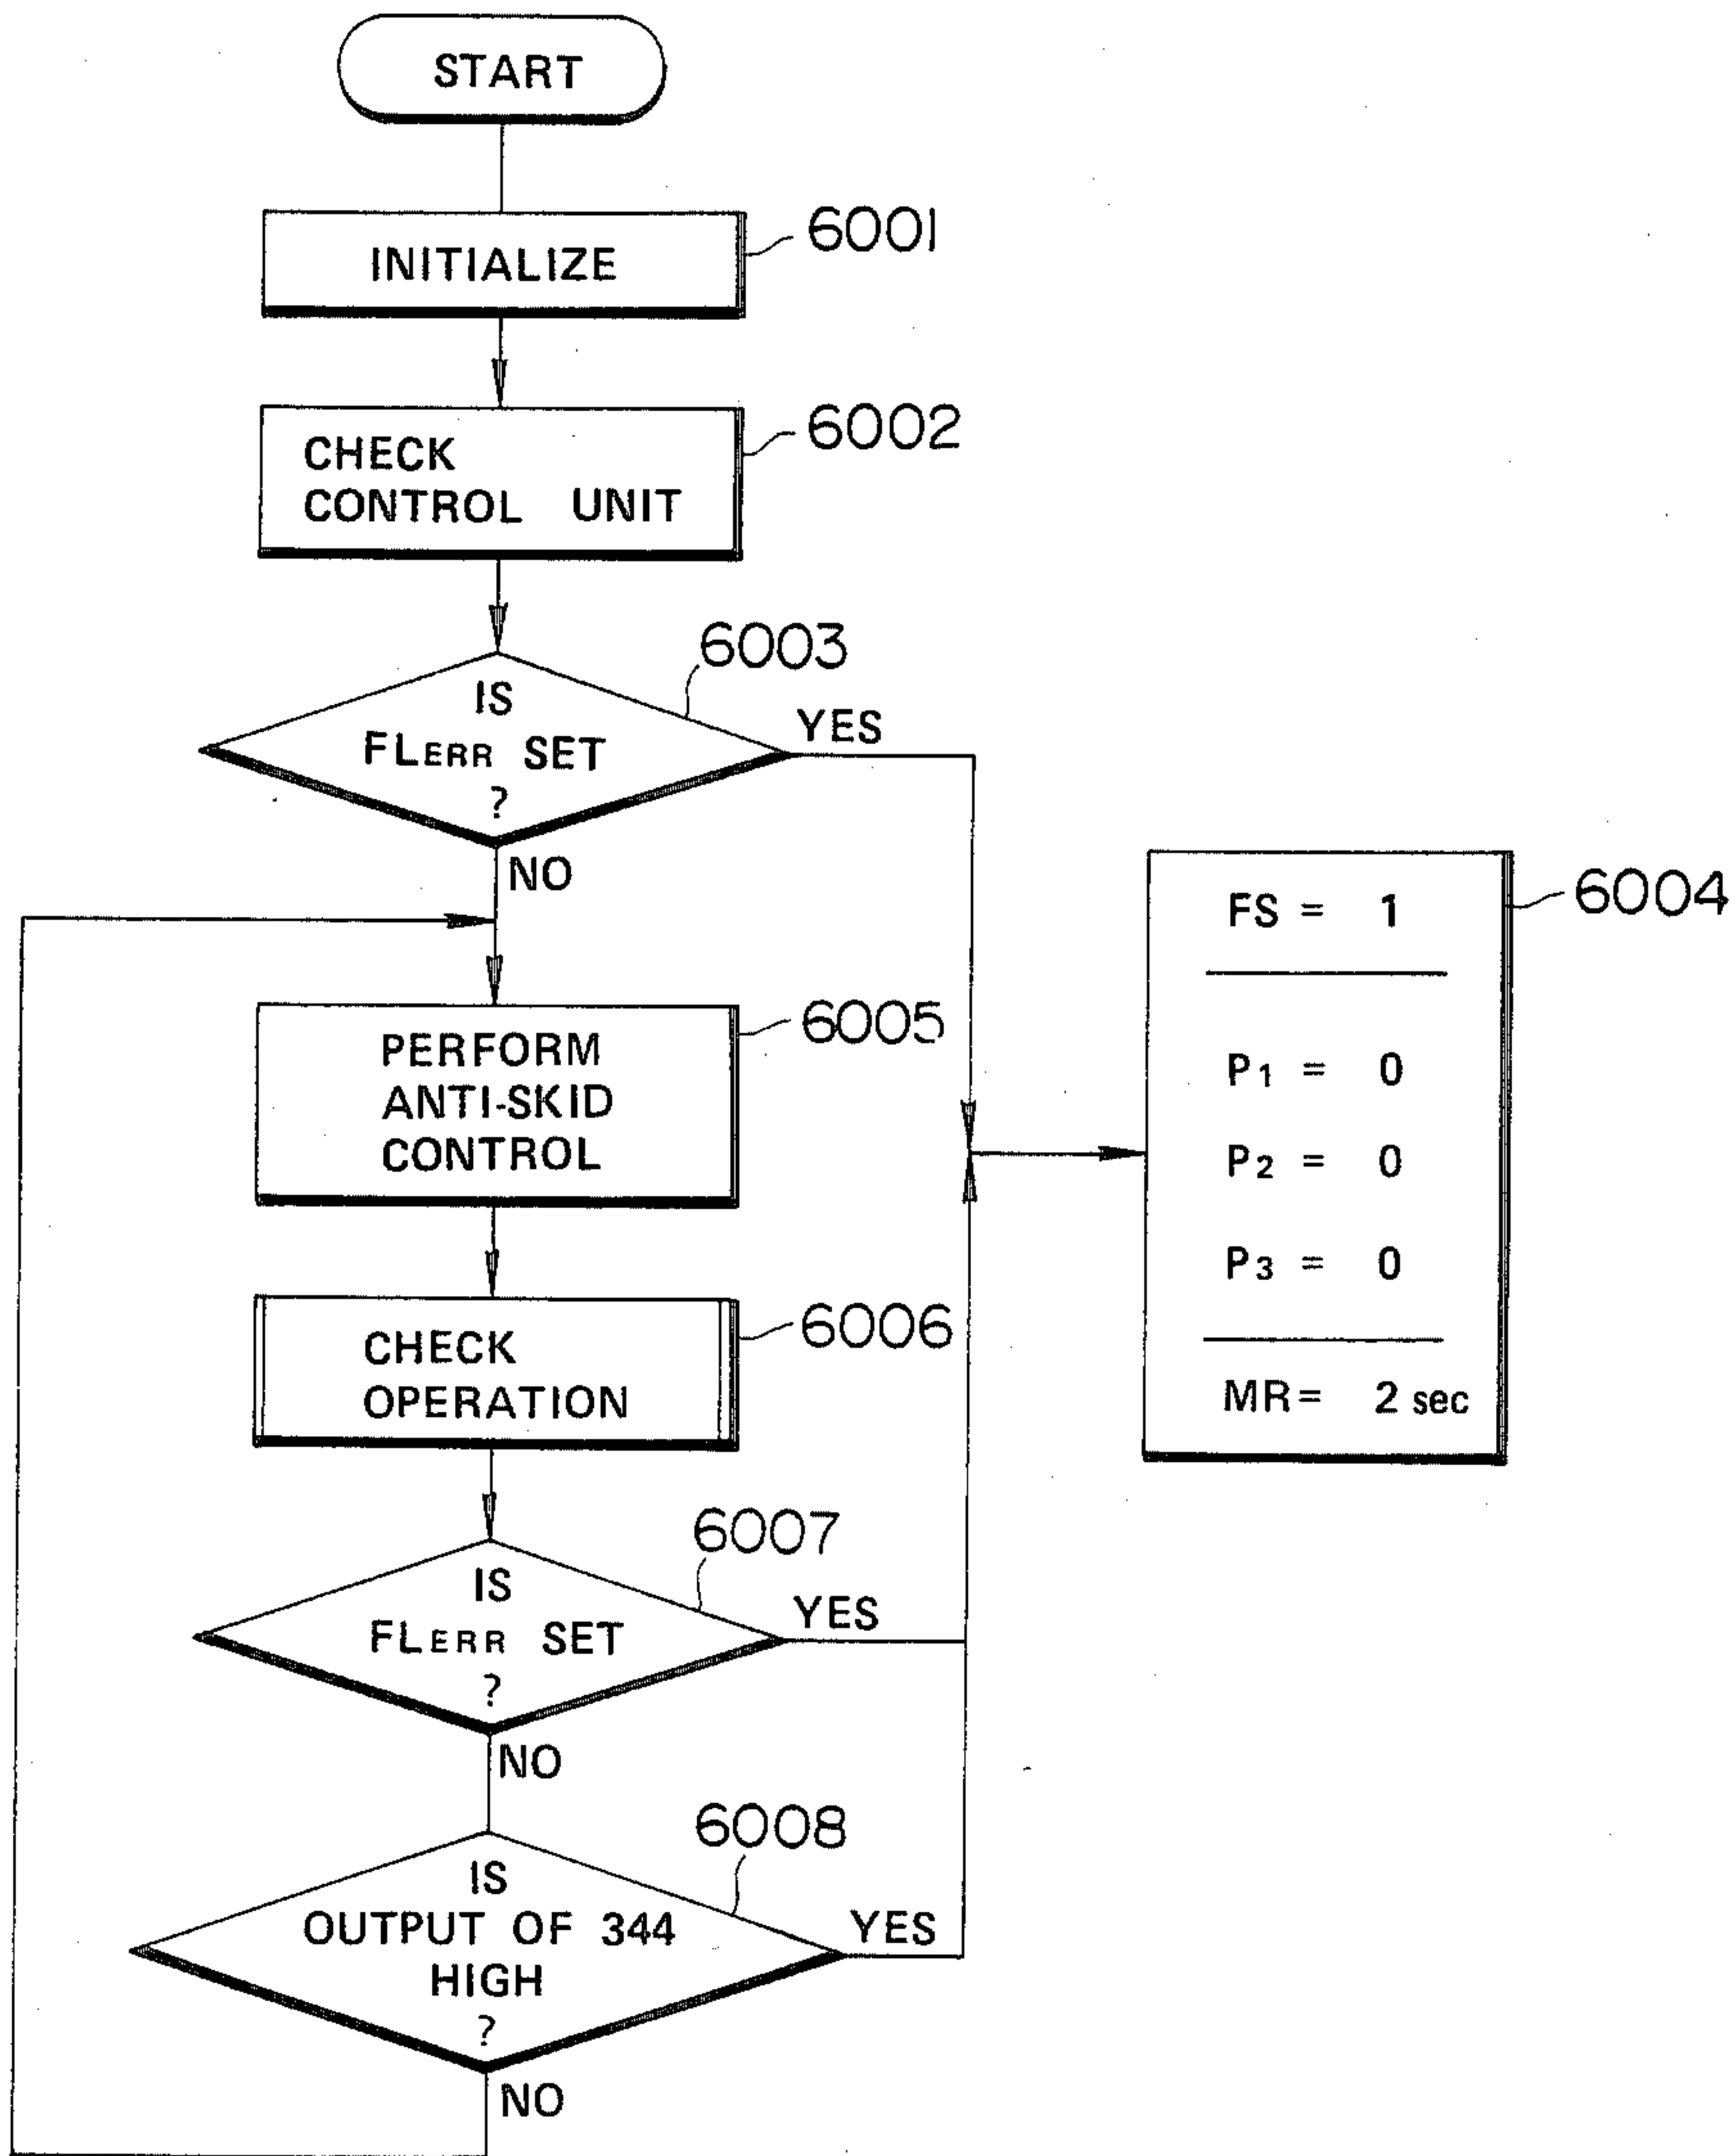 START
INITIALIZE
6001
CHECK
CONTROL UNIT
6002
6003
IS
FLERR SET
?
YES
NO
FS = 1
P1 = 0
P2 = 0
P3 = 0
MR = 2 sec
6004
PERFORM
ANTI-SKID
CONTROL
6005
CHECK
OPERATION
6006
6007
IS
FLERR SET
?
YES
NO
6008
IS
OUTPUT OF 344
HIGH
?
YES
NO